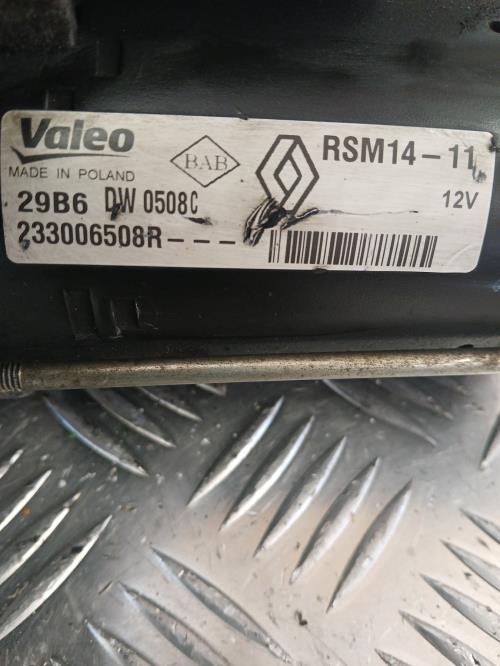 Valeo
MADE IN POLAND
BAB
RSM14-11
12V
29B6 DW 0508C
233006508R---